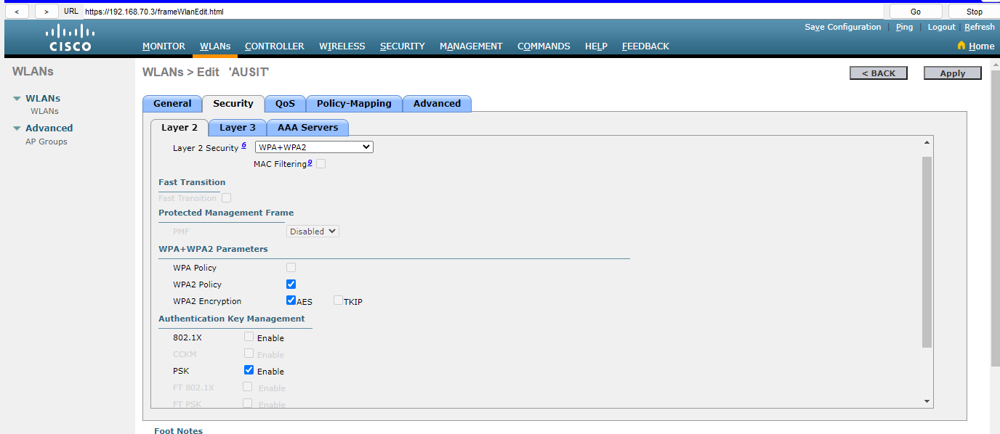 < > URL https://192.168.70.3/frameWlanEdit.html Go Stop
Save Configuration | Ping | Logout | Refresh
CISCO
MONITOR WLANs CONTROLLER WIRELESS SECURITY MANAGEMENT COMMANDS HELP FEEDBACK Home
WLANs
WLANs > Edit 'AUSIT' < BACK Apply
WLANs
WLANs
Advanced
AP Groups
General Security QoS Policy-Mapping Advanced
Layer 2 Layer 3 AAA Servers
Layer 2 Security 6 WPA+WPA2
MAC Filtering 9
Fast Transition
Fast Transition
Protected Management Frame
PMF Disabled
WPA+WPA2 Parameters
WPA Policy
WPA2 Policy
WPA2 Encryption AES TKIP
Authentication Key Management
802.1X Enable
CCKM Enable
PSK Enable
FT 802.1X Enable
FT PSK Enable
Foot Notes